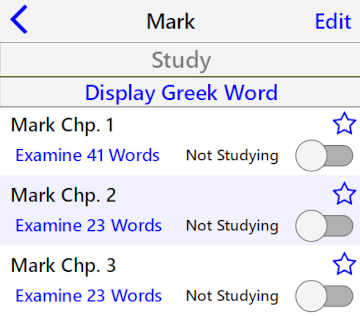 Mark Edit
Study
Display Greek Word
Mark Chp. 1
Examine 41 Words Not Studying
Mark Chp. 2
Examine 23 Words Not Studying
Mark Chp. 3
Examine 23 Words Not Studying